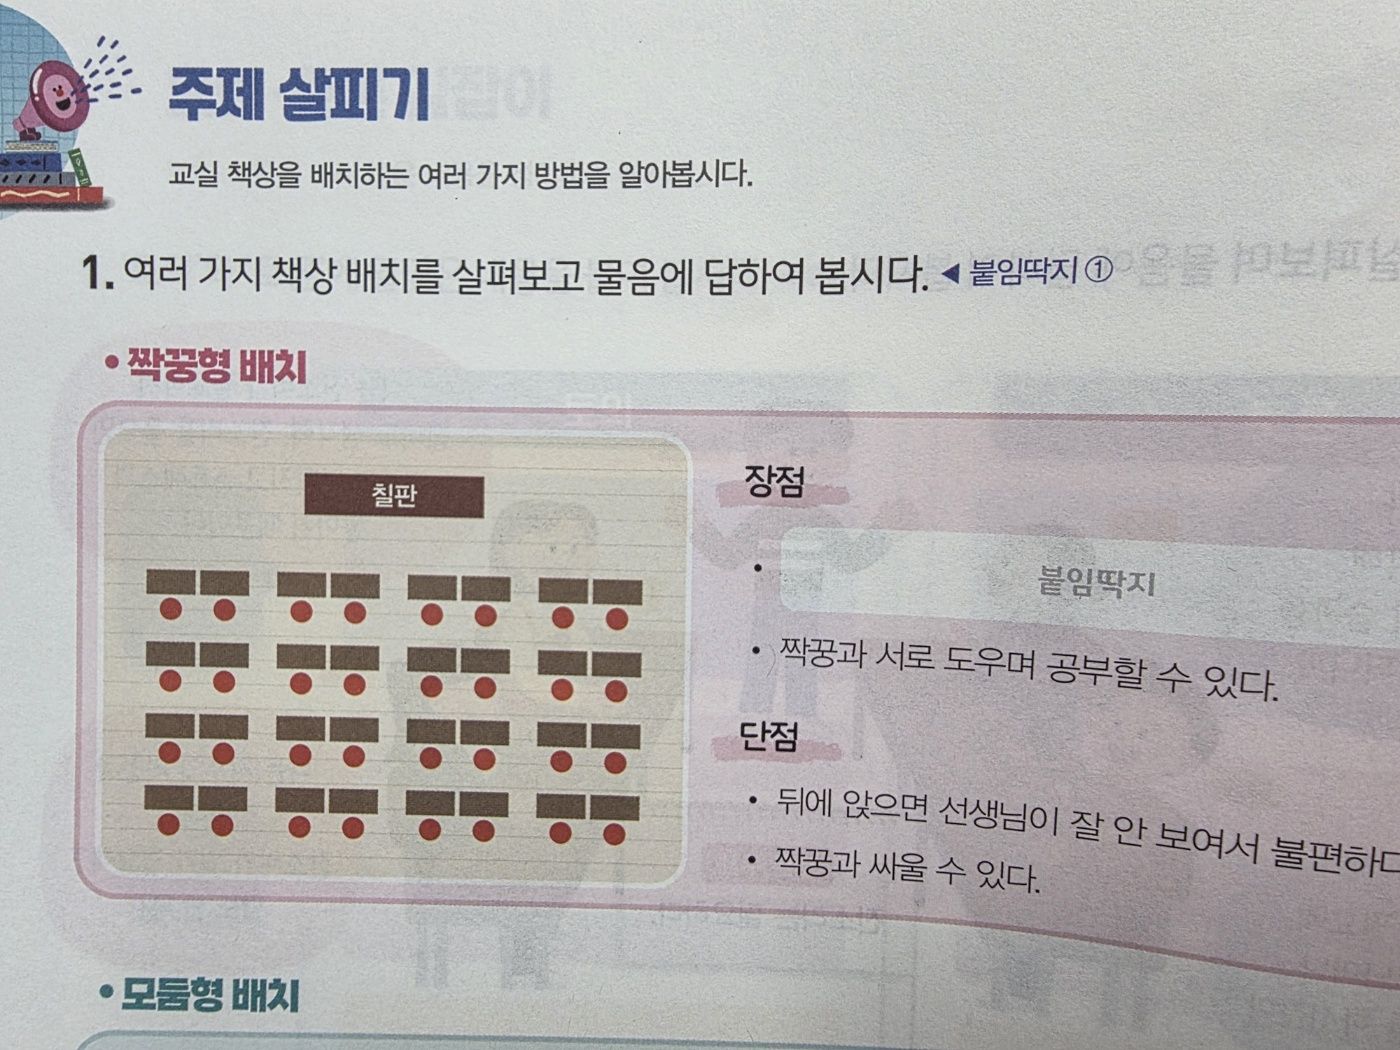 주제 살피기
교실 책상을 배치하는 여러 가지 방법을 알아봅시다.
1. 여러 가지 책상 배치를 살펴보고 물음에 답하여 봅시다. ◀ 붙임딱지 ①
• 짝꿍형 배치
칠판
장점
• 붙임딱지
• 짝꿍과 서로 도우며 공부할 수 있다.
단점
• 뒤에 앉으면 선생님이 잘 안 보여서 불편하다
• 짝꿍과 싸울 수 있다.
• 모둠형 배치